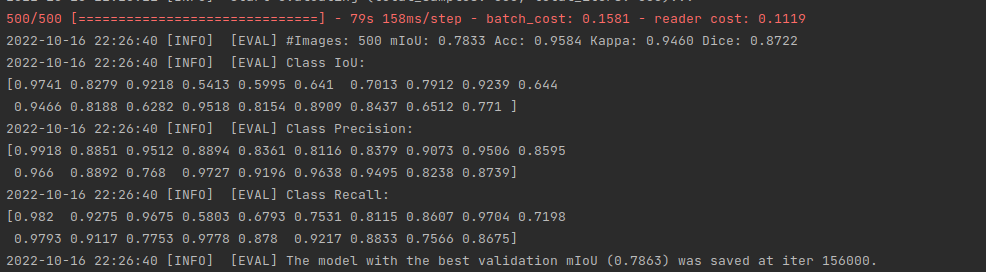 500/500 [==============================] - 79s 158ms/step - batch_cost: 0.1581 - reader cost: 0.1119
2022-10-16 22:26:40 [INFO]  [EVAL] #Images: 500 mIoU: 0.7833 Acc: 0.9584 Kappa: 0.9460 Dice: 0.8722
2022-10-16 22:26:40 [INFO]  [EVAL] Class IoU:
[0.9741 0.8279 0.9218 0.5413 0.5995 0.641  0.7013 0.7912 0.9239 0.644
 0.9466 0.8188 0.6282 0.9518 0.8154 0.8909 0.8437 0.6512 0.771 ]
2022-10-16 22:26:40 [INFO]  [EVAL] Class Precision:
[0.9918 0.8851 0.9512 0.8894 0.8361 0.8116 0.8379 0.9073 0.9506 0.8595
 0.966  0.8892 0.768  0.9727 0.9196 0.9638 0.9495 0.8238 0.8739]
2022-10-16 22:26:40 [INFO]  [EVAL] Class Recall:
[0.982  0.9275 0.9675 0.5803 0.6793 0.7531 0.8115 0.8607 0.9704 0.7198
 0.9793 0.9117 0.7753 0.9778 0.878  0.9217 0.8833 0.7566 0.8675]
2022-10-16 22:26:40 [INFO]  [EVAL] The model with the best validation mIoU (0.7863) was saved at iter 156000.